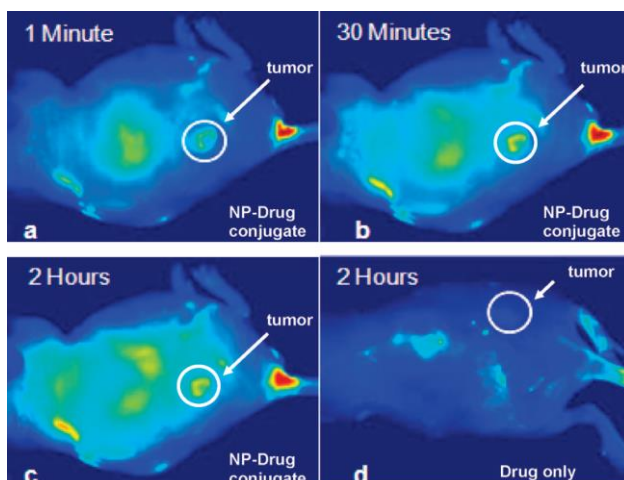 1 Minute
tumor
NP-Drug
conjugate
a
30 Minutes
tumor
NP-Drug
conjugate
b
2 Hours
tumor
NP-Drug
conjugate
c
2 Hours
tumor
Drug only
d